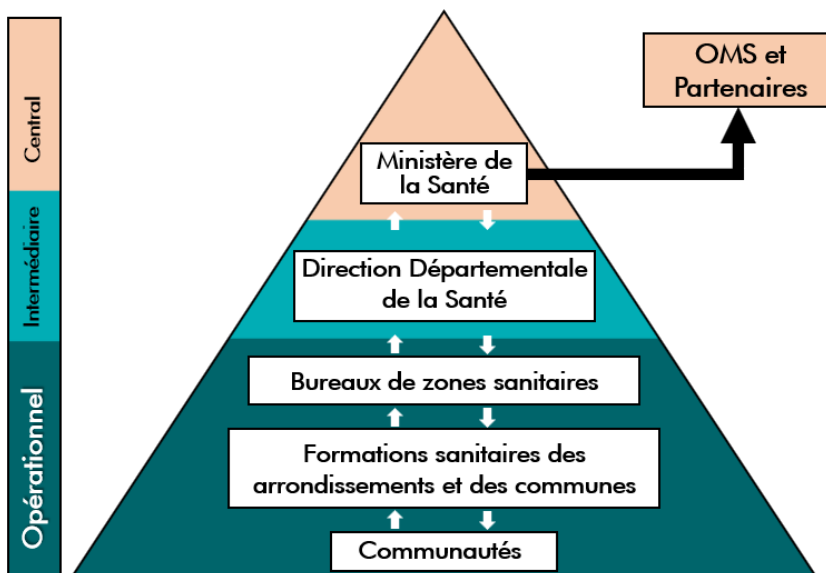 Central
Intermédiaire
Opérationnel
OMS et
Partenaires
Ministère de
la Santé
Direction Départementale
de la Santé
Bureaux de zones sanitaires
Formations sanitaires des
arrondissements et des communes
Communautés